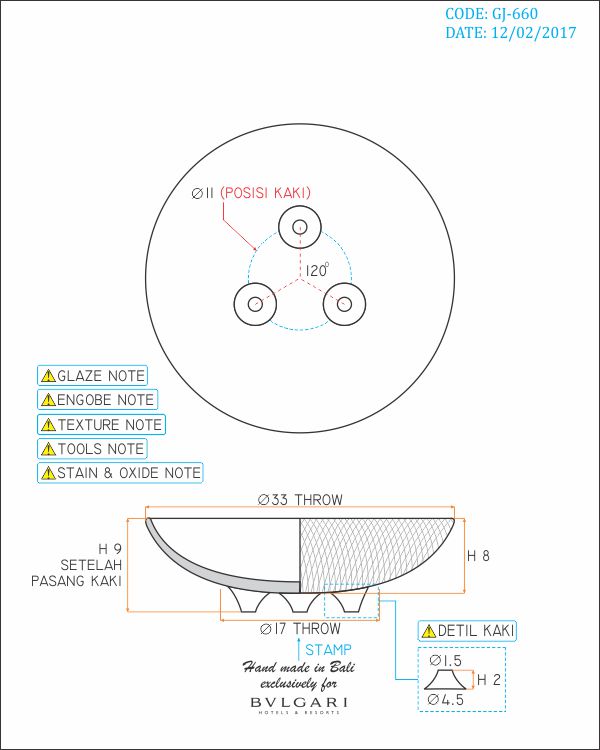 CODE: GJ-660
DATE: 12/02/2017
∅11 (POSISI KAKI)
120°
GLAZE NOTE
ENGOBE NOTE
TEXTURE NOTE
TOOLS NOTE
STAIN & OXIDE NOTE
∅33 THROW
H 9
SETELAH
PASANG KAKI
H 8
∅17 THROW
STAMP
Hand made in Bali
exclusively for
BVLGARI
HOTELS & RESORTS
DETIL KAKI
∅1.5
H 2
∅4.5